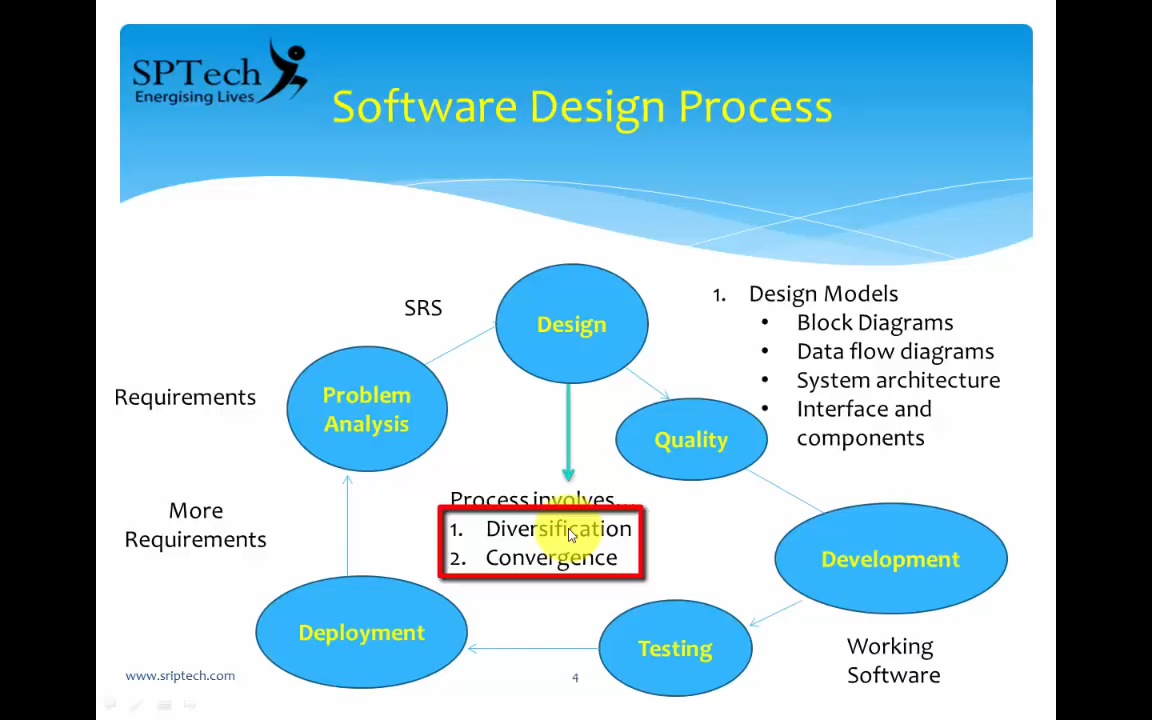 SPTech
Energising Lives
Software Design Process
SRS
Design
1. Design Models
• Block Diagrams
• Data flow diagrams
• System architecture
• Interface and
components
Requirements
Problem
Analysis
Quality
More
Requirements
Process involves...
1. Diversification
2. Convergence
Development
Deployment
Testing
Working
Software
www.sriptech.com
4